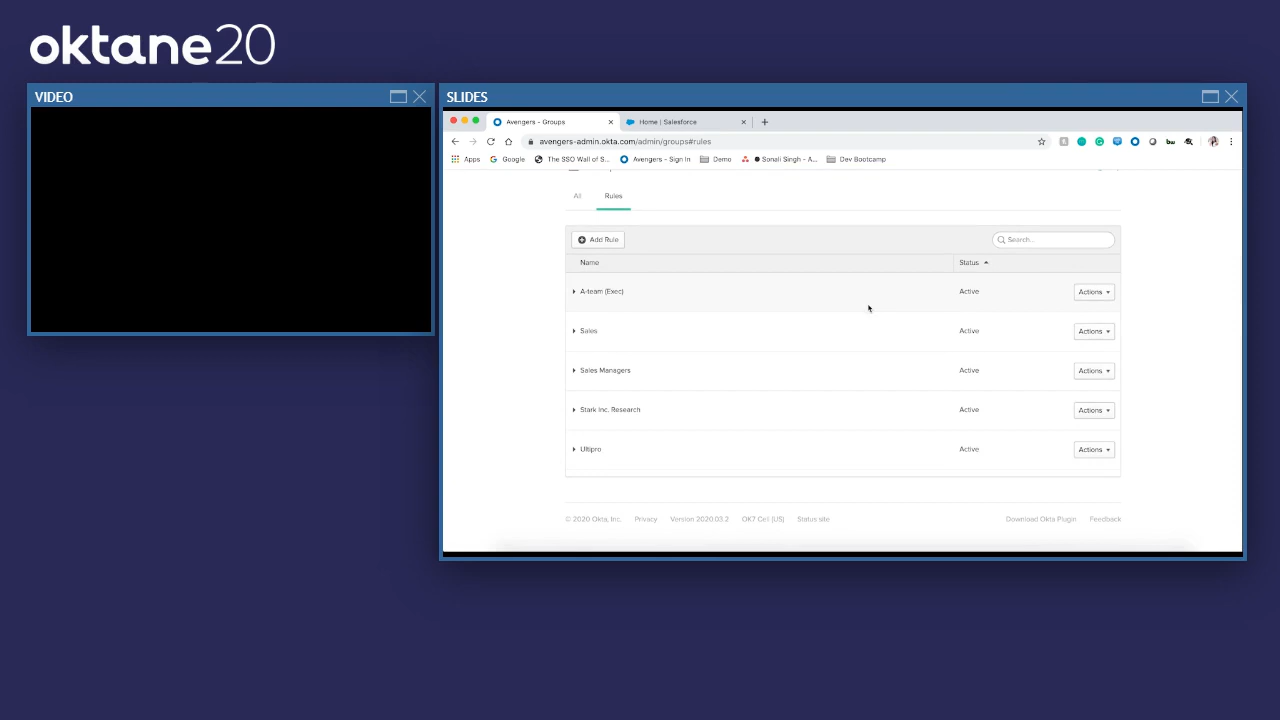 oktane20
VIDEO
SLIDES
Avengers - Groups
Home | Salesforce
avengers-admin.okta.com/admin/groups#rules
Apps
Google
The SSO Wall of S...
Avengers - Sign In
Demo
Sonali Singh - A...
Dev Bootcamp
All
Rules
Add Rule
Search...
Name
Status
A-team (Exec)
Active
Actions
Sales
Active
Actions
Sales Managers
Active
Actions
Stark Inc. Research
Active
Actions
Ultipro
Active
Actions
© 2020 Okta, Inc.
Privacy
Version 2020.03.2
OK7 Cell (US)
Status site
Download Okta Plugin
Feedback